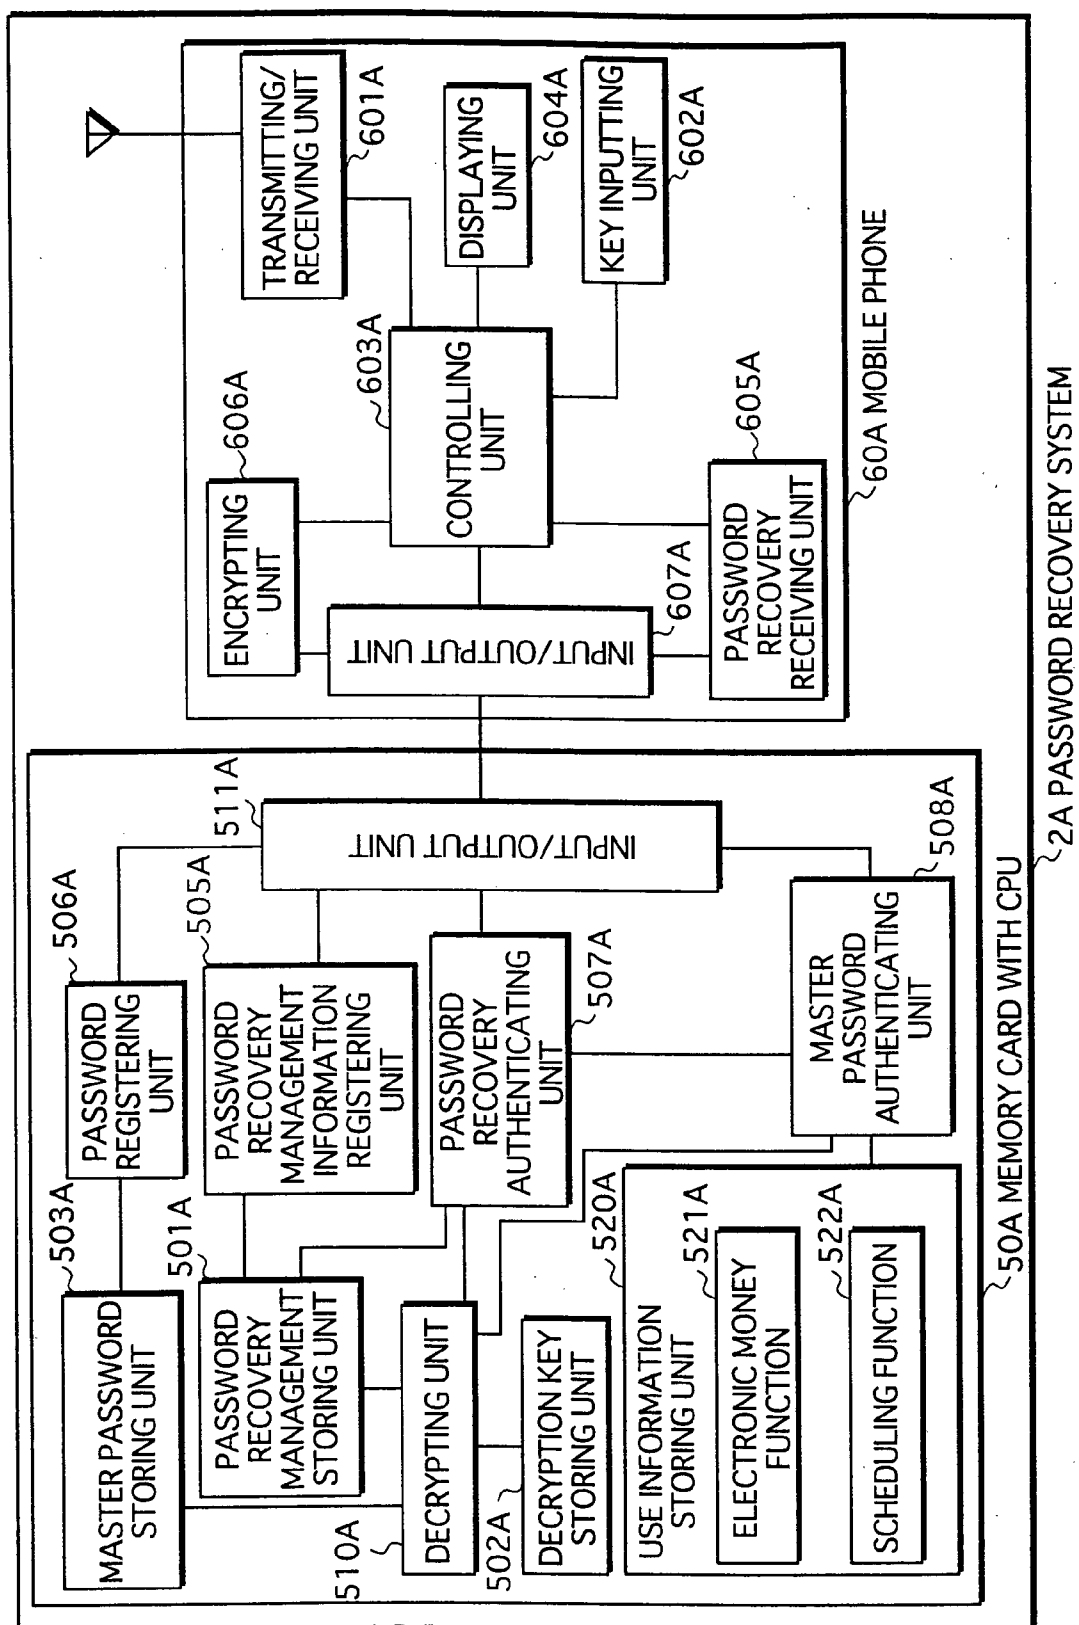 503A
MASTER PASSWORD
STORING UNIT
506A
PASSWORD
REGISTERING
UNIT
501A
PASSWORD
RECOVERY
MANAGEMENT
STORING UNIT
505A
PASSWORD
RECOVERY
MANAGEMENT
INFORMATION
REGISTERING
UNIT
511A
INPUT/OUTPUT UNIT
510A
DECRYPTING UNIT
PASSWORD
RECOVERY
AUTHENTICATING
UNIT
507A
502A
DECRYPTION KEY
STORING UNIT
520A
USE INFORMATION
STORING UNIT
521A
ELECTRONIC MONEY
FUNCTION
522A
SCHEDULING FUNCTION
MASTER
PASSWORD
AUTHENTICATING
UNIT
508A
50A MEMORY CARD WITH CPU
606A
ENCRYPTING
UNIT
TRANSMITTING/
RECEIVING UNIT
601A
603A
CONTROLLING
UNIT
DISPLAYING
UNIT
604A
KEY INPUTTING
UNIT
602A
INPUT/OUTPUT UNIT
607A
605A
PASSWORD
RECOVERY
RECEIVING UNIT
60A MOBILE PHONE
2A PASSWORD RECOVERY SYSTEM